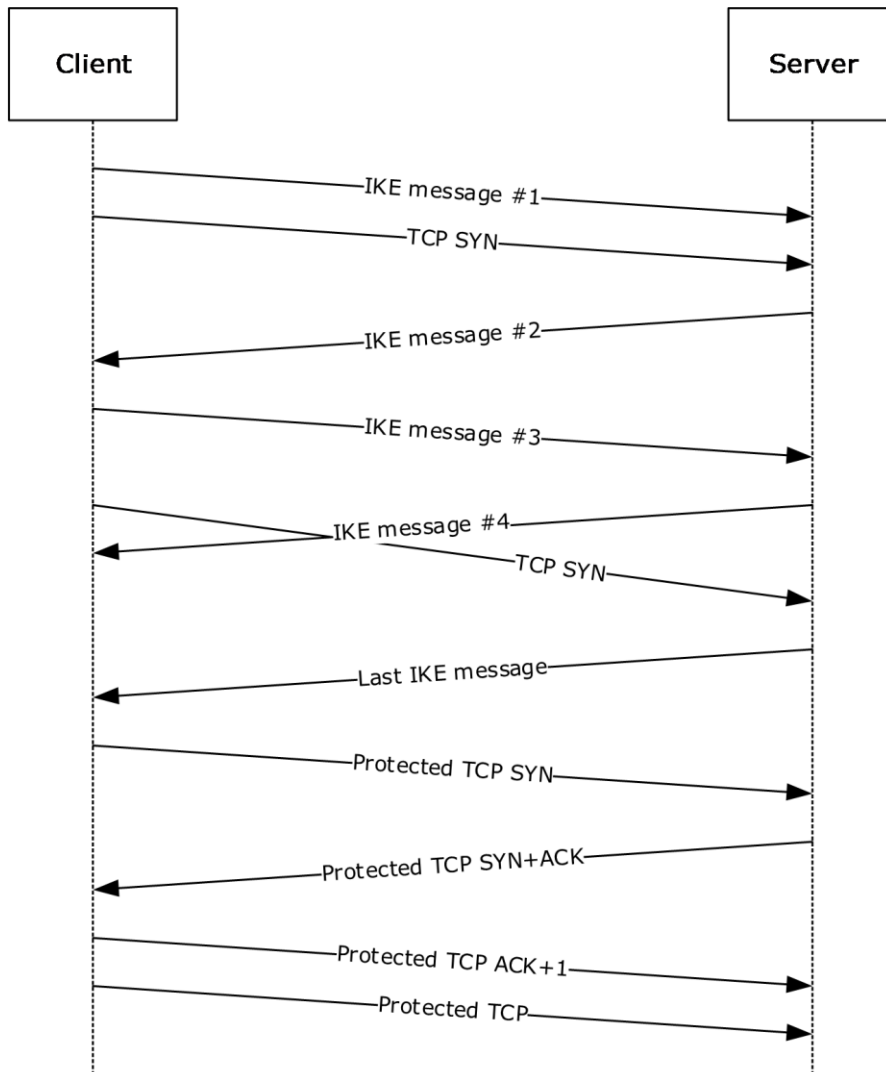 Client
Server
IKE message #1
TCP SYN
IKE message #2
IKE message #3
IKE message #4
TCP SYN
Last IKE message
Protected TCP SYN
Protected TCP SYN+ACK
Protected TCP ACK+1
Protected TCP